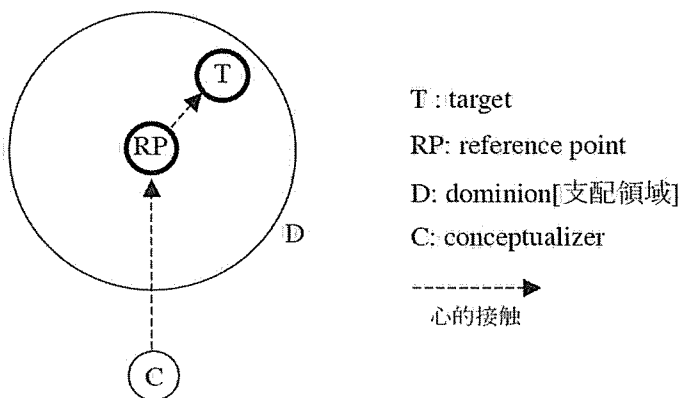 T
RP
D
C
T : target
RP: reference point
D: dominion[支配領域]
C: conceptualizer
心的接触